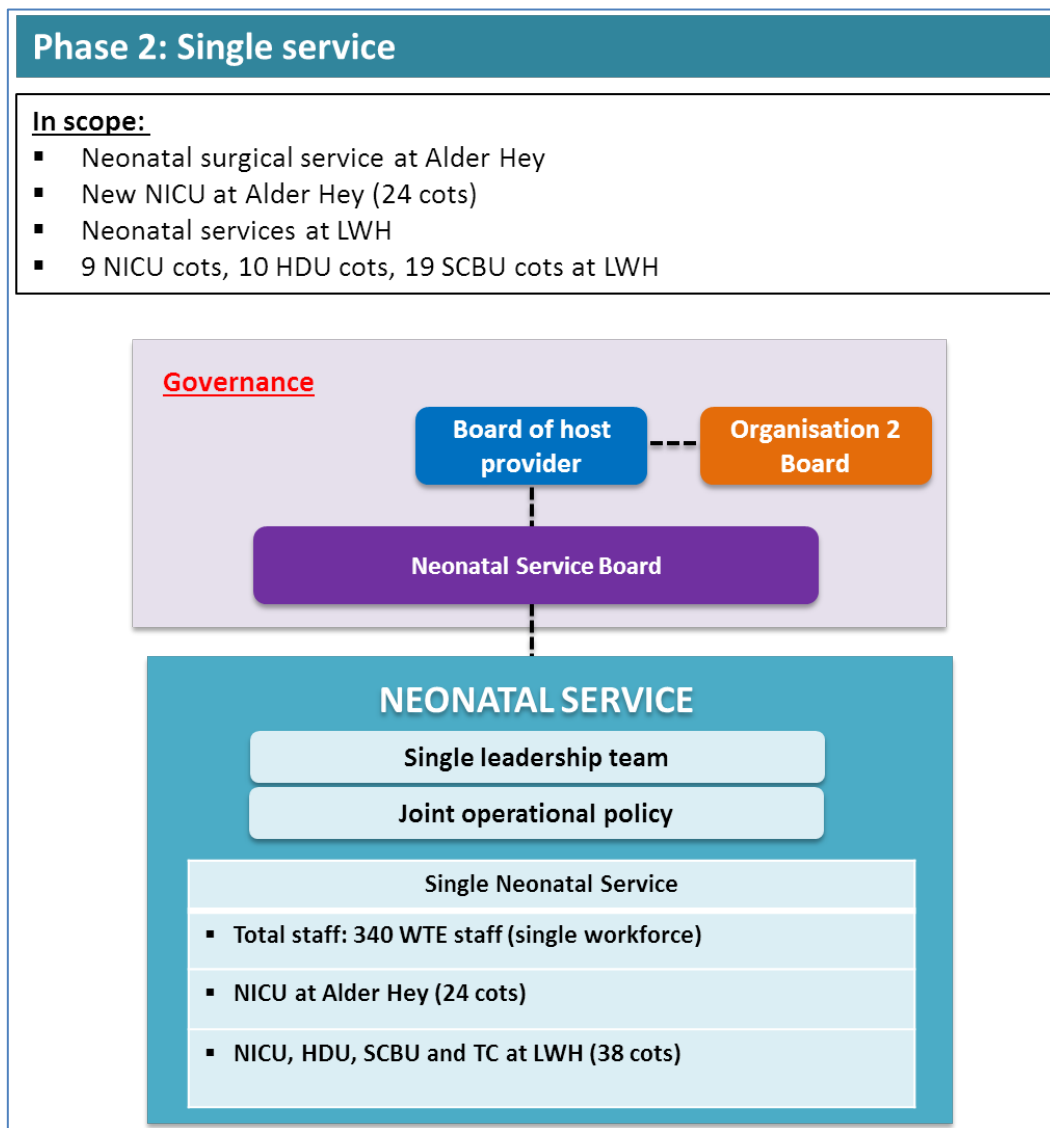 Phase 2: Single service
In scope:
▪ Neonatal surgical service at Alder Hey
▪ New NICU at Alder Hey (24 cots)
▪ Neonatal services at LWH
▪ 9 NICU cots, 10 HDU cots, 19 SCBU cots at LWH
Governance
Board of host
provider
Organisation 2
Board
Neonatal Service Board
NEONATAL SERVICE
Single leadership team
Joint operational policy
Single Neonatal Service
▪ Total staff: 340 WTE staff (single workforce)
▪ NICU at Alder Hey (24 cots)
▪ NICU, HDU, SCBU and TC at LWH (38 cots)